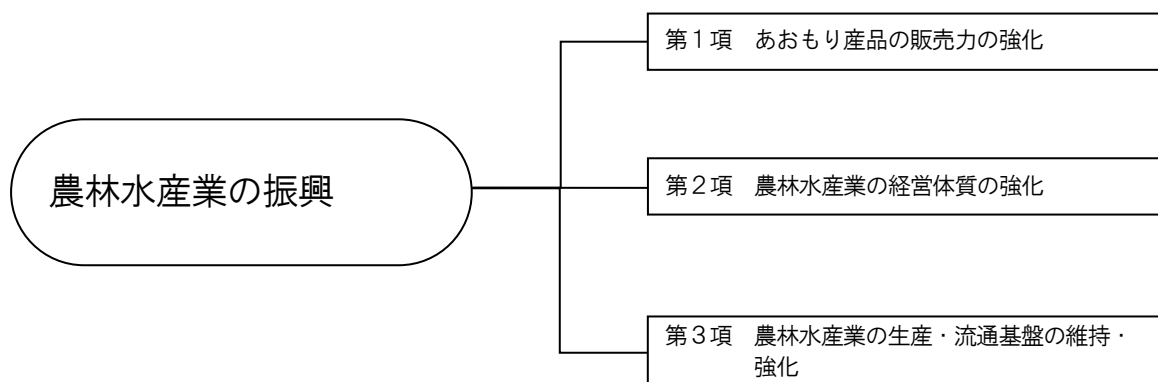 第１項　あおもり産品の販売力の強化
農林水産業の振興
第２項　農林水産業の経営体質の強化
第３項　農林水産業の生産・流通基盤の維持・
強化